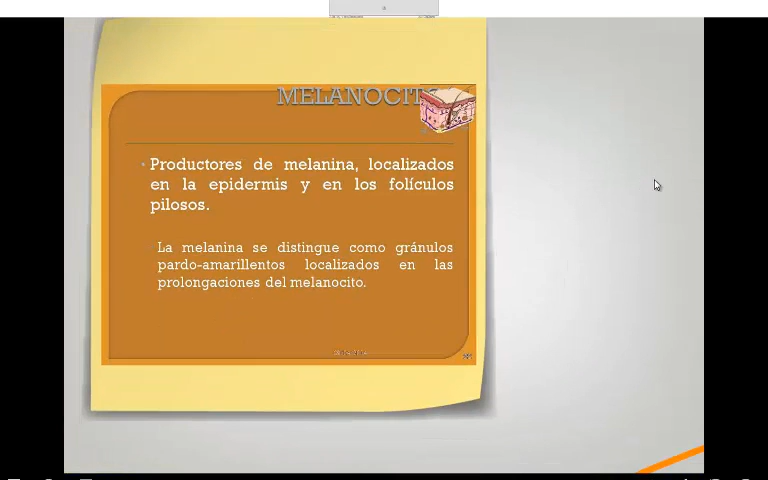 MELANOCITO
Productores de melanina, localizados
en la epidermis y en los folículos
pilosos.
La melanina se distingue como gránulos
pardo-amarillentos localizados en las
prolongaciones del melanocito.